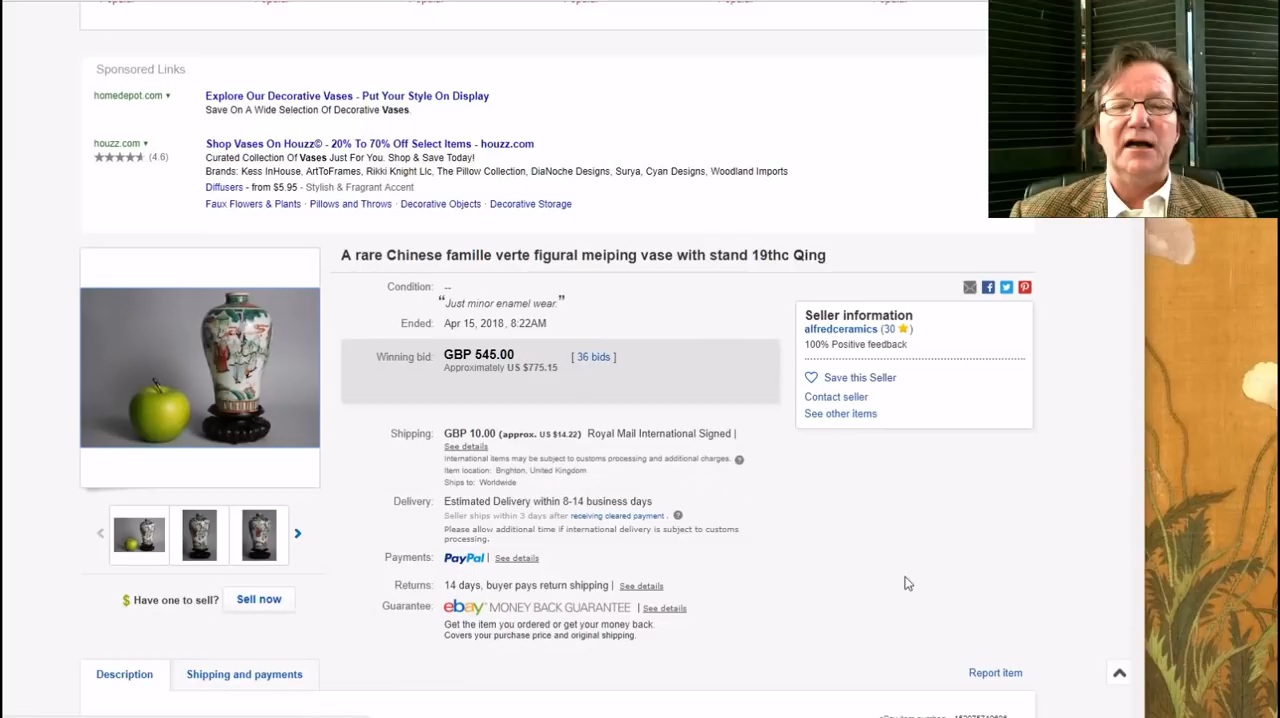 Sponsored Links
homedepot.com
Explore Our Decorative Vases - Put Your Style On Display
Save On A Wide Selection Of Decorative Vases.
houzz.com
Shop Vases On Houzz© - 20% To 70% Off Select Items - houzz.com
(4.6)
Curated Collection Of Vases Just For You. Shop & Save Today!
Brands: Kess InHouse, ArtToFrames, Rikki Knight Llc, The Pillow Collection, DiaNoche Designs, Surya, Cyan Designs, Woodland Imports
Diffusers - from $5.95 - Stylish & Fragrant Accent
Faux Flowers & Plants · Pillows and Throws · Decorative Objects · Decorative Storage
A rare Chinese famille verte figural meiping vase with stand 19thc Qing
Condition: --
“Just minor enamel wear.”
Ended: Apr 15, 2018 , 8:22AM
Winning bid: GBP 545.00 [ 36 bids ]
Approximately US $775.15
Shipping: GBP 10.00 (approx. US $14.22) Royal Mail International Signed |
See details
International items may be subject to customs processing and additional charges.
Item location: Brighton, United Kingdom
Ships to: Worldwide
Delivery: Estimated Delivery within 8-14 business days
Seller ships within 3 days after receiving cleared payment .
Please allow additional time if international delivery is subject to customs
processing.
Payments: PayPal | See details
Returns: 14 days, buyer pays return shipping | See details
Guarantee: ebay MONEY BACK GUARANTEE | See details
Get the item you ordered or get your money back.
Covers your purchase price and original shipping.
Seller information
alfredceramics (30 )
100% Positive feedback
Save this Seller
Contact seller
See other items
$ Have one to sell? Sell now
Description
Shipping and payments
Report item